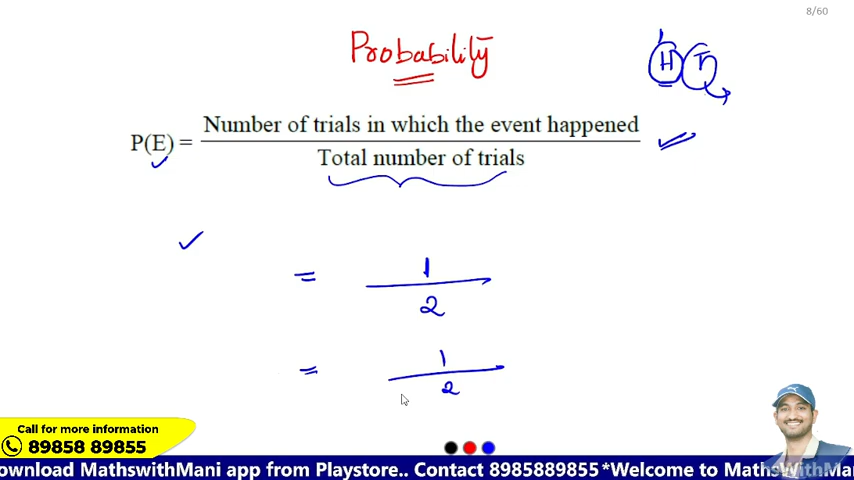 8/60
Probability
H T
P(E) = Number of trials in which the event happened
Total number of trials
= 1
2
= 1
2
Call for more information
89858 89855
ownload MathswithMani app from Playstore.. Contact 8985889855 *Welcome to MathsWithMa